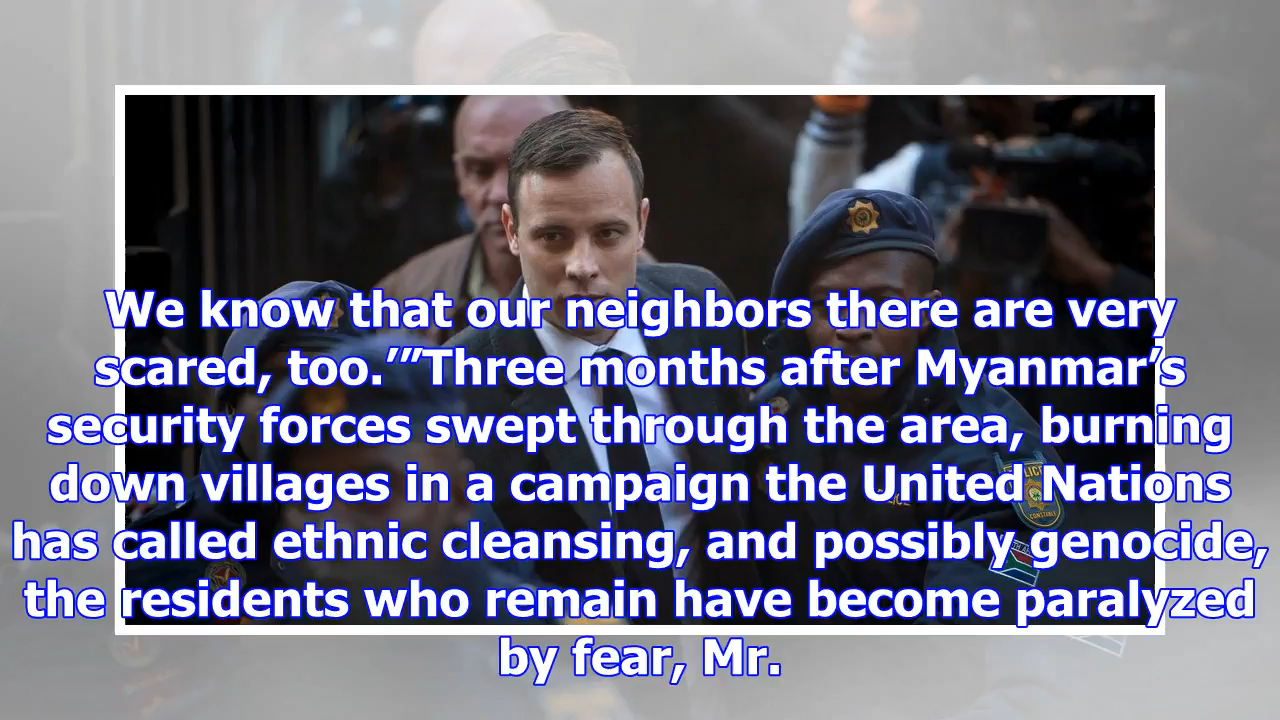 We know that our neighbors there are very
scared, too.’”Three months after Myanmar’s
security forces swept through the area, burning
down villages in a campaign the United Nations
has called ethnic cleansing, and possibly genocide,
the residents who remain have become paralyzed
by fear, Mr.
CONSTABLE